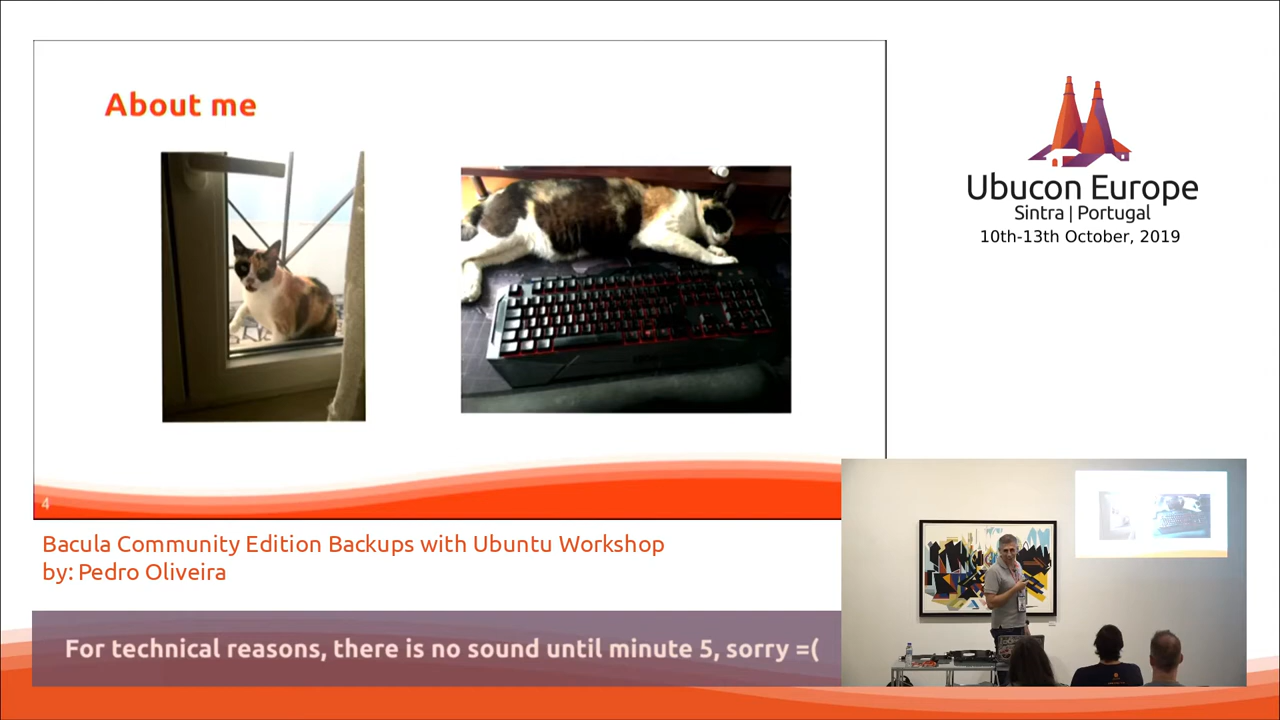 About me
4
Bacula Community Edition Backups with Ubuntu Workshop
by: Pedro Oliveira
For technical reasons, there is no sound until minute 5, sorry =(
Ubucon Europe
Sintra | Portugal
10th-13th October, 2019